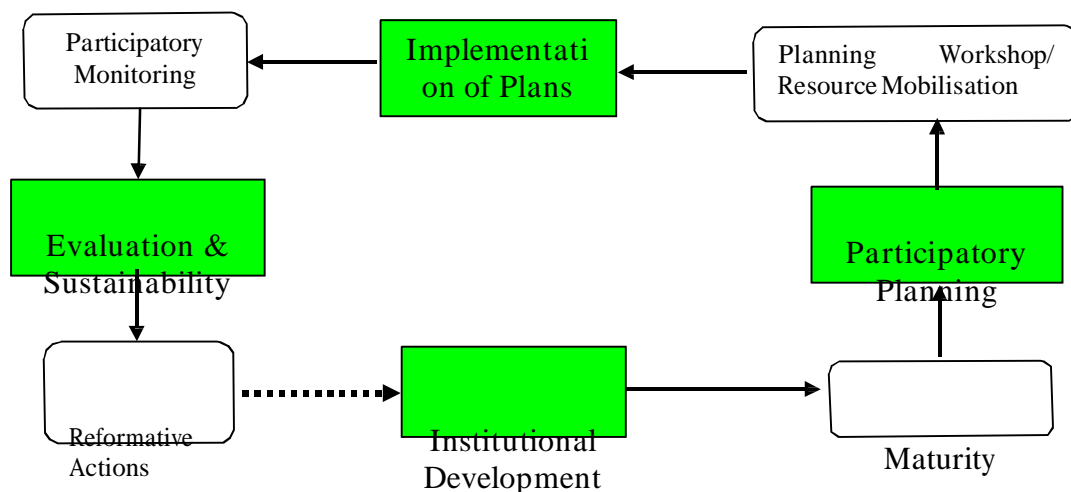 Participatory
Monitoring
Implementati
on of Plans
Planning Workshop/
Resource Mobilisation
Evaluation &
Sustainability
Participatory
Planning
Reformative
Actions
Institutional
Development
Maturity